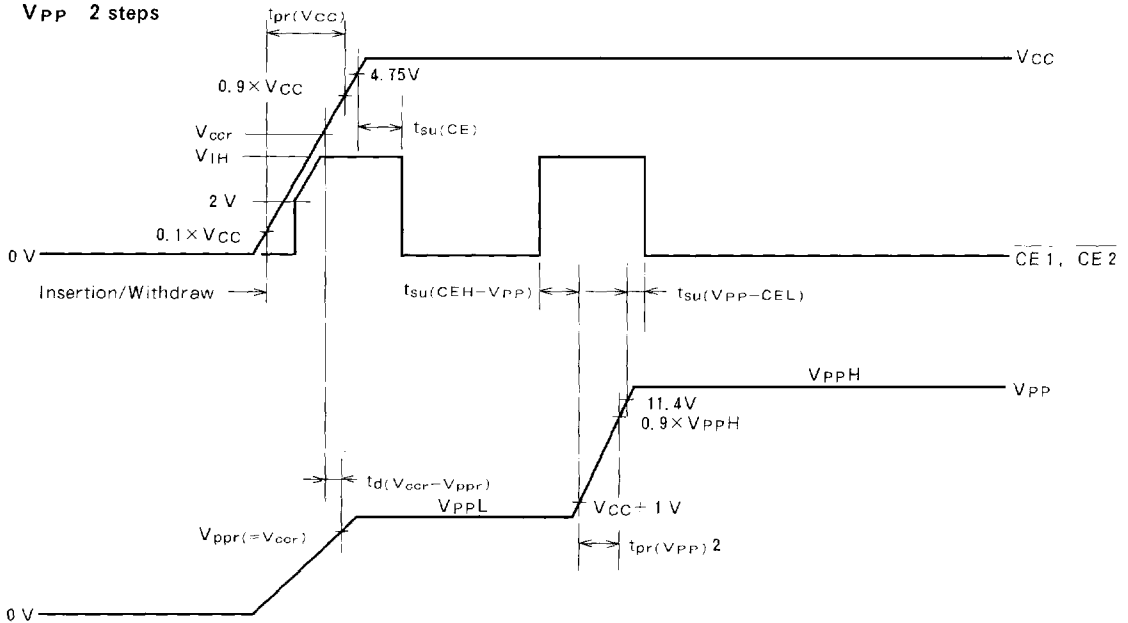 VPP 2 steps
tpr(VCC)
VCC
4.75V
0.9×VCC
Vccr
tsu(CE)
VIH
2 V
0.1×VCC
0 V
CE1, CE2
Insertion/Withdraw
tsu(CEH-VPP)
tsu(VPP-CEL)
VPPH
VPP
11.4V
0.9×VPPH
td(Vccr-Vppr)
VPPL
VCC+1 V
Vppr(=Vccr)
tpr(VPP)2
0 V